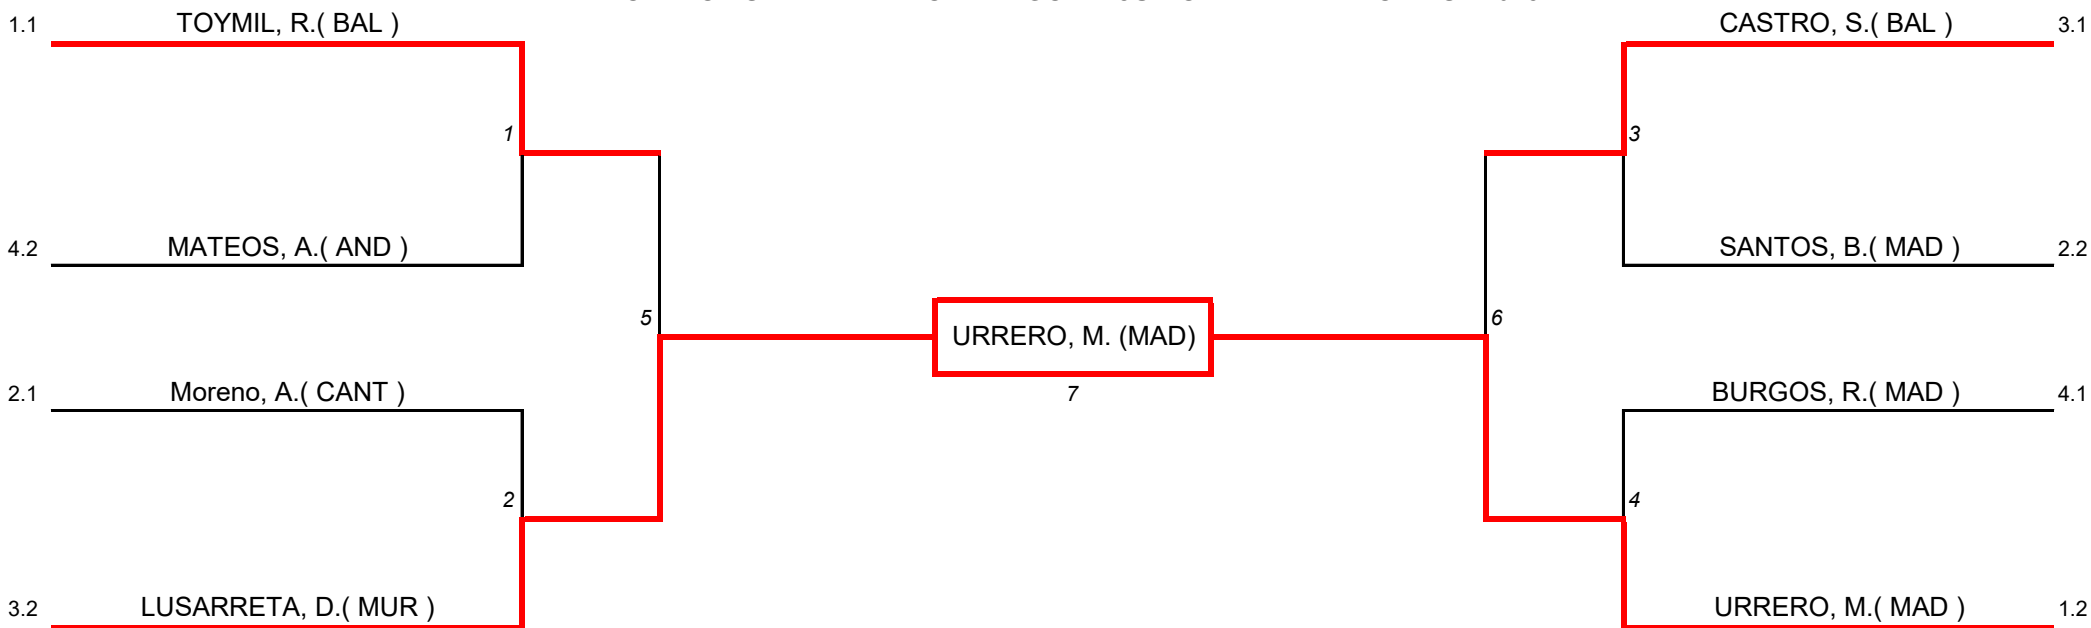 1.1 TOYMIL, R.( BAL ) CASTRO, S.( BAL ) 3.1
1 3
4.2 MATEOS, A.( AND ) SANTOS, B.( MAD ) 2.2
5 URRERO, M. (MAD) 6
2.1 Moreno, A.( CANT ) 7 BURGOS, R.( MAD ) 4.1
2 4
3.2 LUSARRETA, D.( MUR ) URRERO, M.( MAD ) 1.2